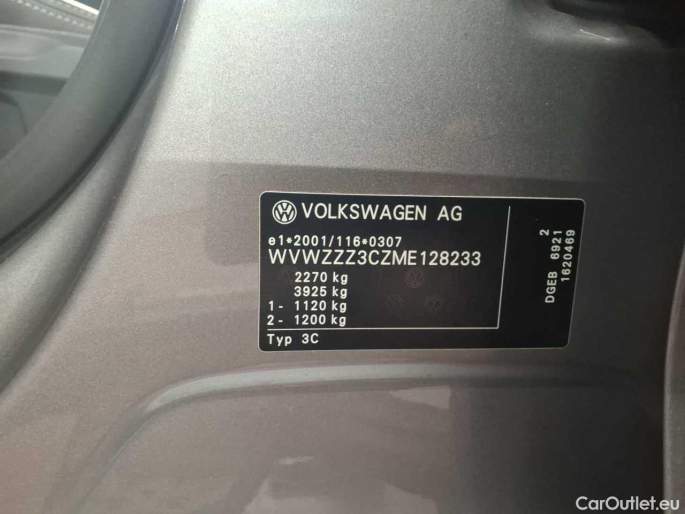 VOLKSWAGEN AG
e1*2001/116*0307
WVWZZZ3CZME128233
2270 kg
3925 kg
1- 1120 kg
2- 1200 kg
Typ 3C
2
DGEB 6921
1620469
CarOutlet.eu